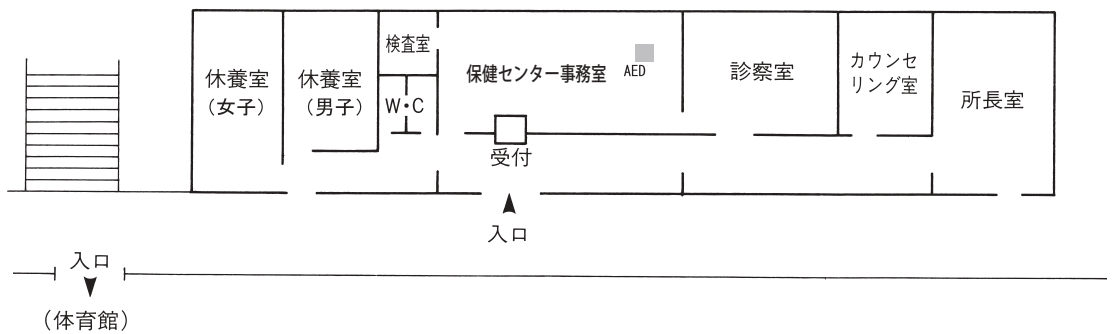 休養室
（女子）
休養室
（男子）
検査室
W・C
保健センター事務室
AED
受付
診察室
カウンセ
リング室
所長室
入口
入口
（体育館）